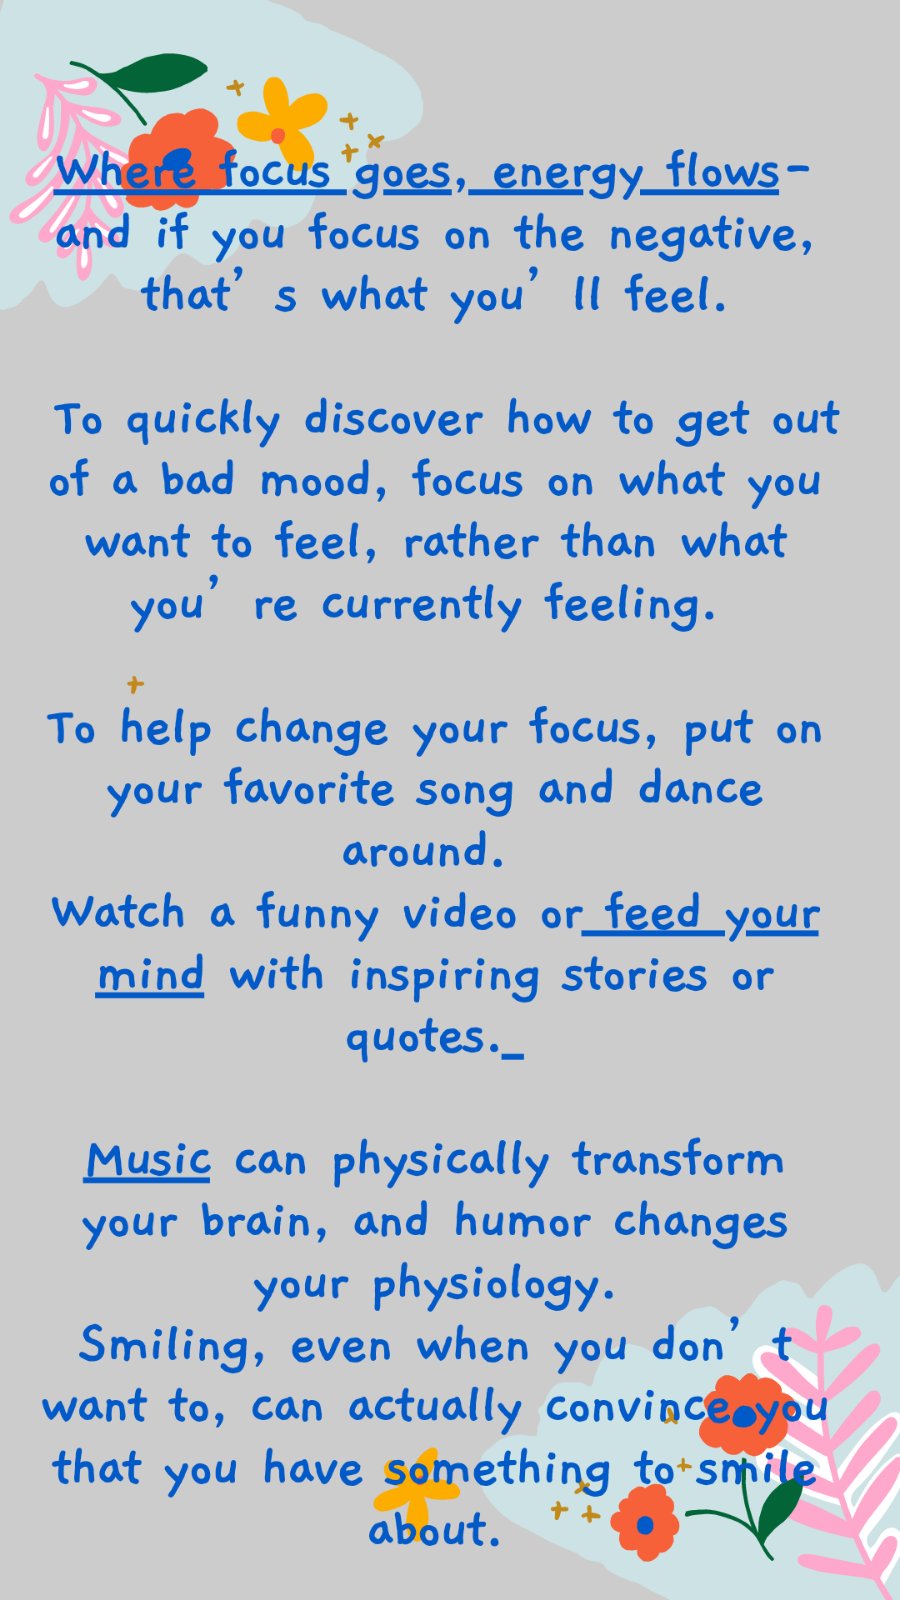 Where focus goes, energy flows-
and if you focus on the negative,
that’s what you’ll feel.
To quickly discover how to get out
of a bad mood, focus on what you
want to feel, rather than what
you’re currently feeling.
To help change your focus, put on
your favorite song and dance
around.
Watch a funny video or feed your
mind with inspiring stories or
quotes.
Music can physically transform
your brain, and humor changes
your physiology.
Smiling, even when you don’t
want to, can actually convince you
that you have something to smile
about.